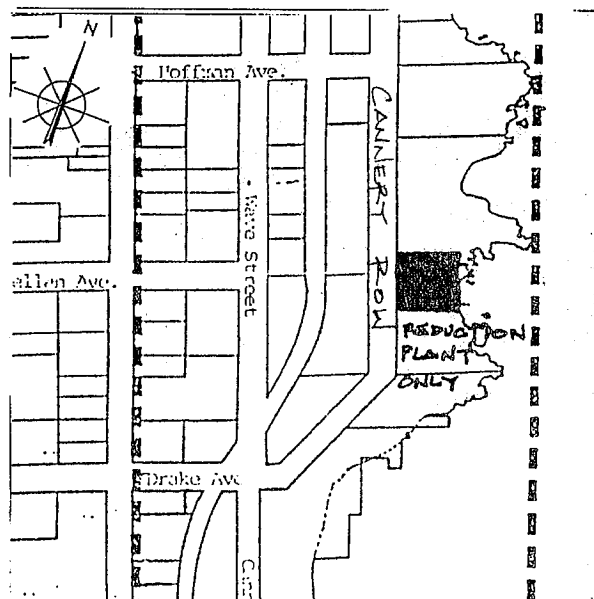 N
Hoffman Ave.
CANNERY ROW
Wave Street
ellan Ave.
REDUCTION
PLANT
ONLY
Drake Ave